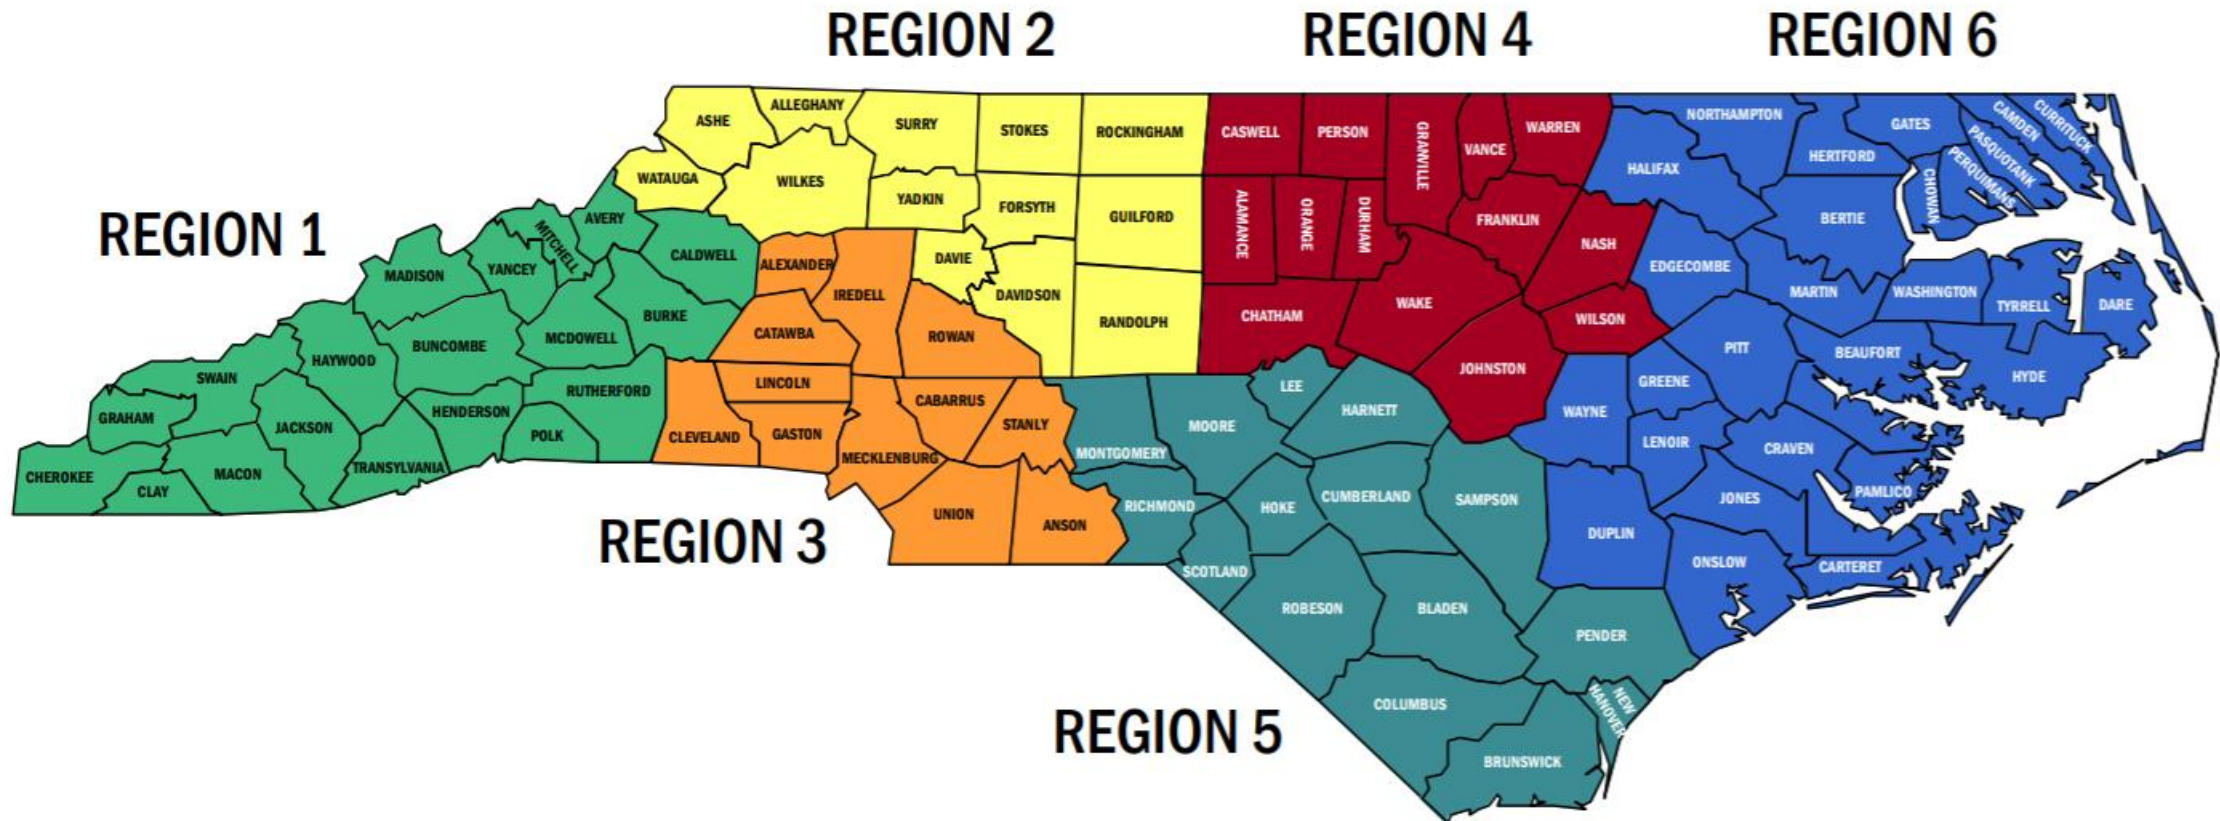 REGION 2
REGION 4
REGION 6
REGION 1
REGION 3
REGION 5
ASHE
ALLEGHANY
SURRY
STOKES
ROCKINGHAM
WATAUGA
WILKES
YADKIN
FORSYTH
GUILFORD
DAVIE
DAVIDSON
RANDOLPH
CASWELL
PERSON
GRANVILLE
VANCE
WARREN
ALAMANCE
ORANGE
DURHAM
FRANKLIN
NASH
CHATHAM
WAKE
WILSON
JOHNSTON
NORTHAMPTON
GATES
CAMDEN
CURRITUCK
PASQUOTANK
PERQUIMANS
HERTFORD
HALIFAX
CHOWAN
BERTIE
EDGECOMBE
MARTIN
WASHINGTON
TYRRELL
DARE
PITT
BEAUFORT
HYDE
GREENE
WAYNE
LENOIR
CRAVEN
PAMLICO
JONES
DUPLIN
ONSLOW
CARTERET
AVERY
MITCHELL
CALDWELL
YANCEY
MADISON
BURKE
MCDOWELL
BUNCOMBE
HAYWOOD
SWAIN
RUTHERFORD
HENDERSON
POLK
GRAHAM
JACKSON
TRANSYLVANIA
CHEROKEE
CLAY
MACON
ALEXANDER
IREDELL
CATAWBA
ROWAN
LINCOLN
CABARRUS
STANLY
CLEVELAND
GASTON
MECKLENBURG
UNION
ANSON
LEE
MOORE
HARNETT
MONTGOMERY
RICHMOND
HOKE
CUMBERLAND
SAMPSON
SCOTLAND
ROBESON
BLADEN
PENDER
COLUMBUS
NEW
HANOVER
BRUNSWICK